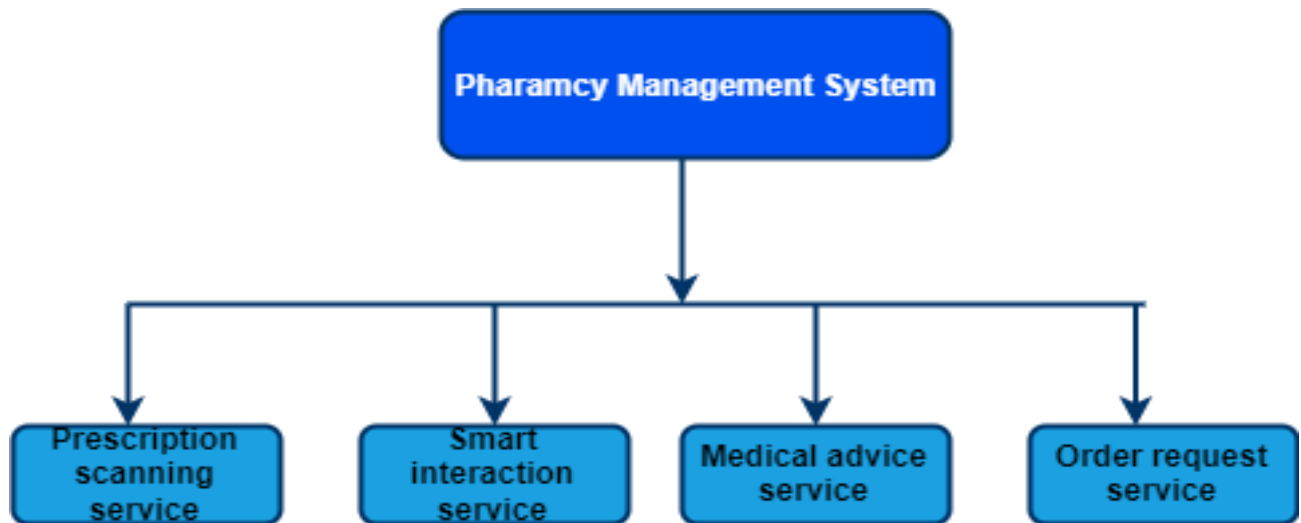 Pharamcy Management System
Prescription
scanning
service
Smart
interaction
service
Medical advice
service
Order request
service